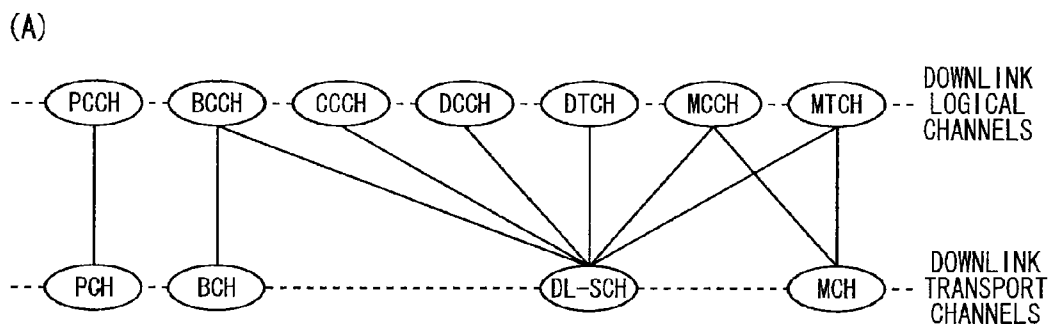 (A)
PCCH BCCH CCCH DCCH DTCH MCCH MTCH
DOWNLINK
LOGICAL
CHANNELS
PCH BCH DL-SCH MCH
DOWNLINK
TRANSPORT
CHANNELS